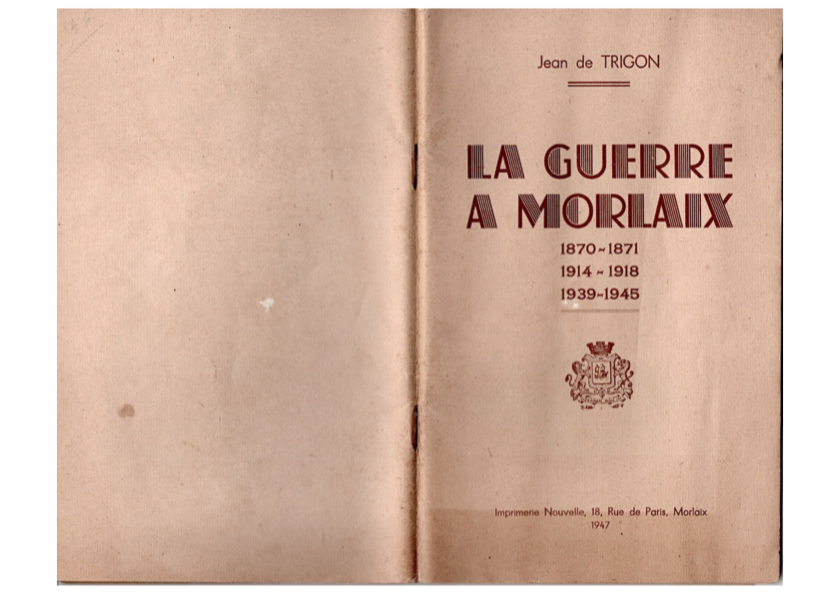 Jean de TRIGON
LA GUERRE
A MORLAIX
1870~1871
1914~1918
1939~1945
Imprimerie Nouvelle, 18, Rue de Paris, Morlaix
1947